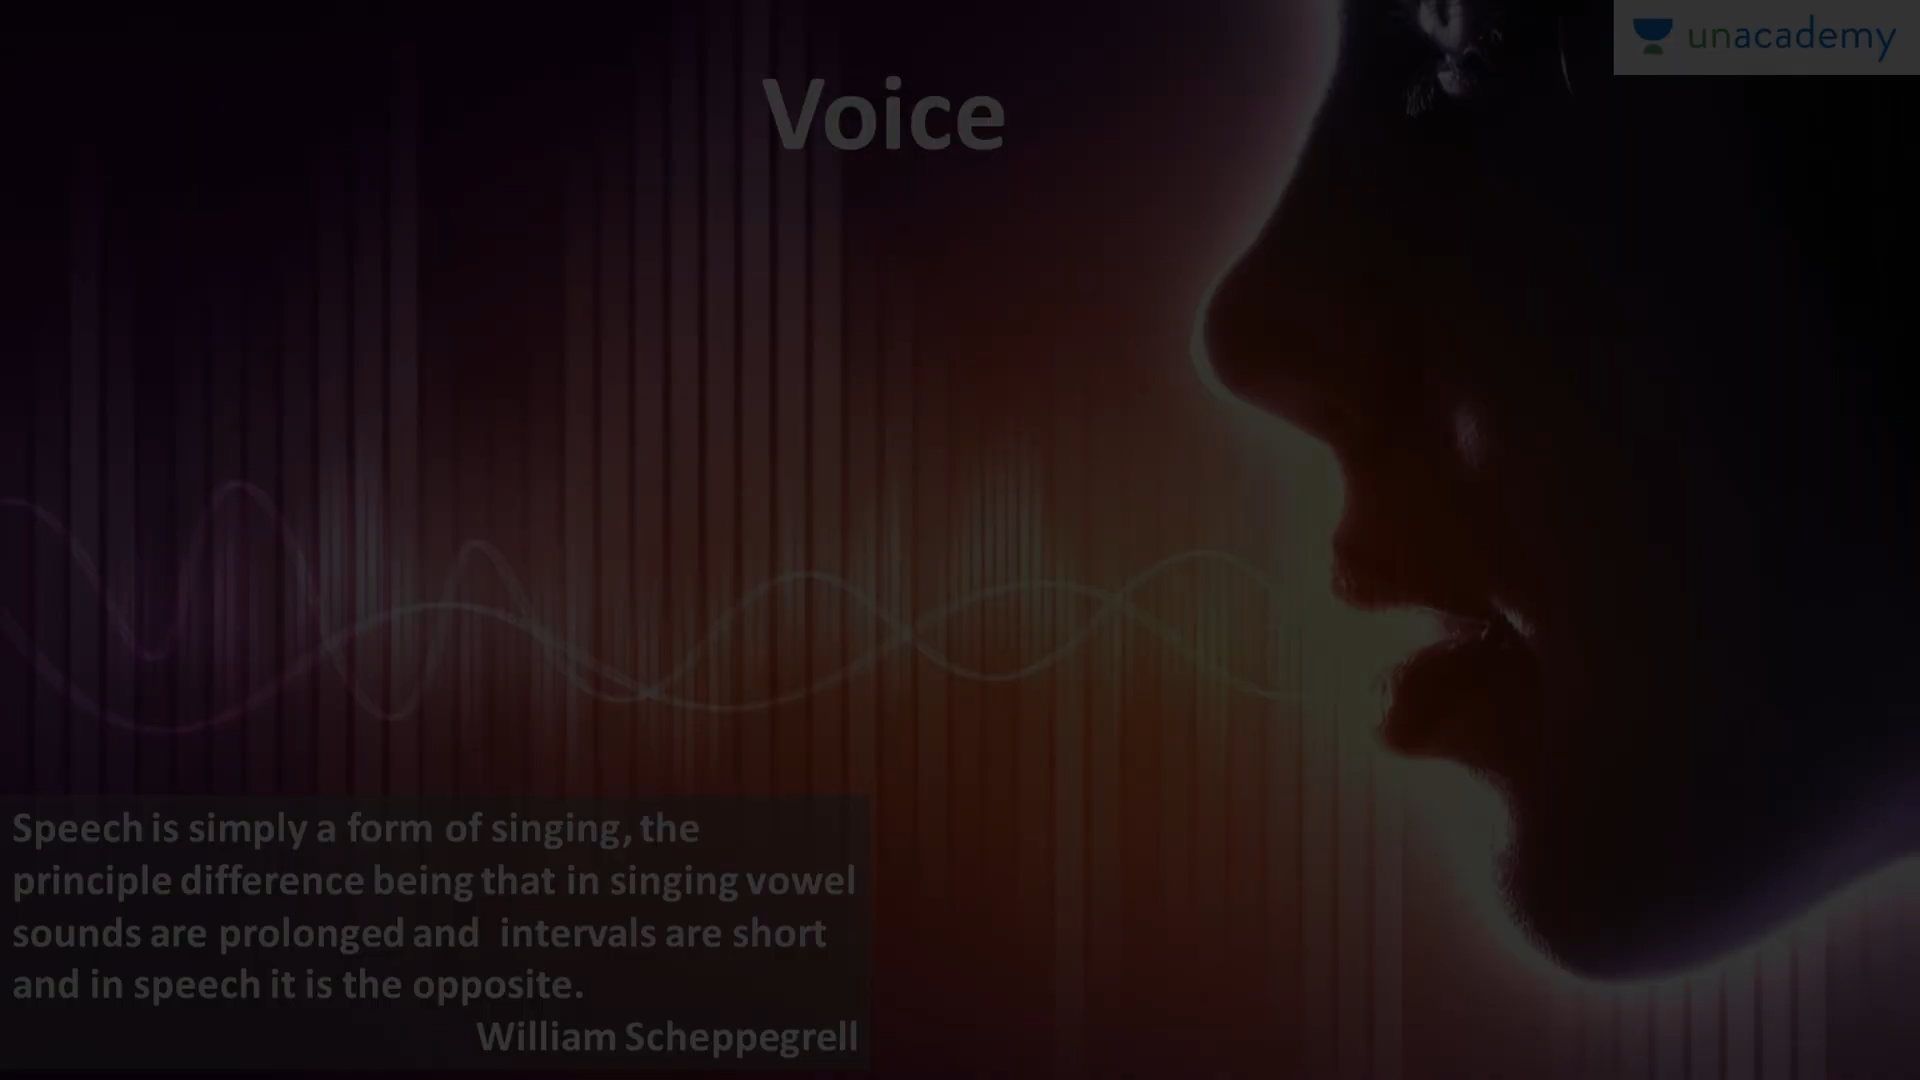 unacademy
Voice
Speech is simply a form of singing, the
principle difference being that in singing vowel
sounds are prolonged and intervals are short
and in speech it is the opposite.
William Scheppegrell